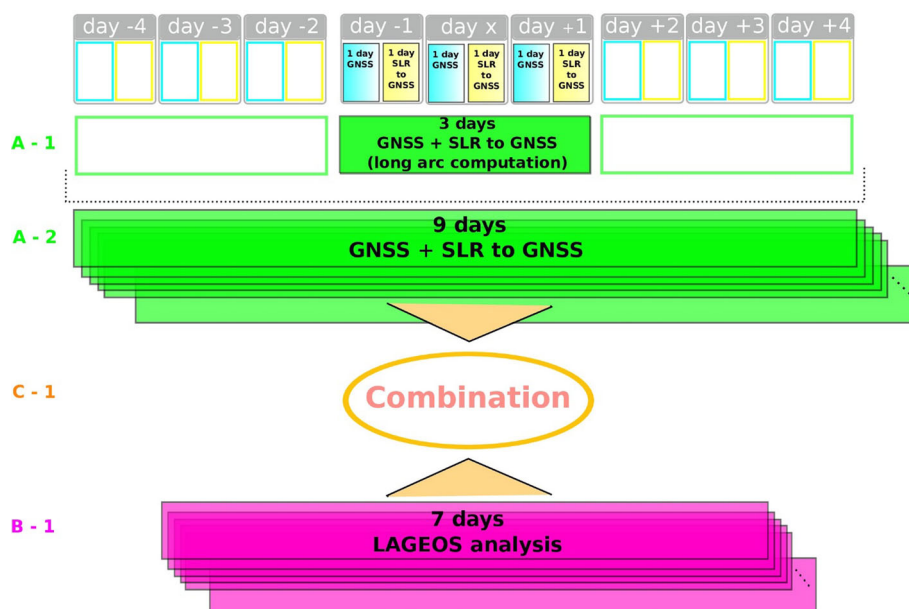 day -4 day -3 day -2 day -1 day x day +1 day +2 day +3 day +4
1 day 1 day 1 day 1 day 1 day 1 day
GNSS SLR GNSS SLR GNSS SLR
to to to
GNSS GNSS GNSS
3 days
A - 1 GNSS + SLR to GNSS
(long arc computation)
9 days
A - 2 GNSS + SLR to GNSS
C - 1 Combination
7 days
B - 1 LAGEOS analysis